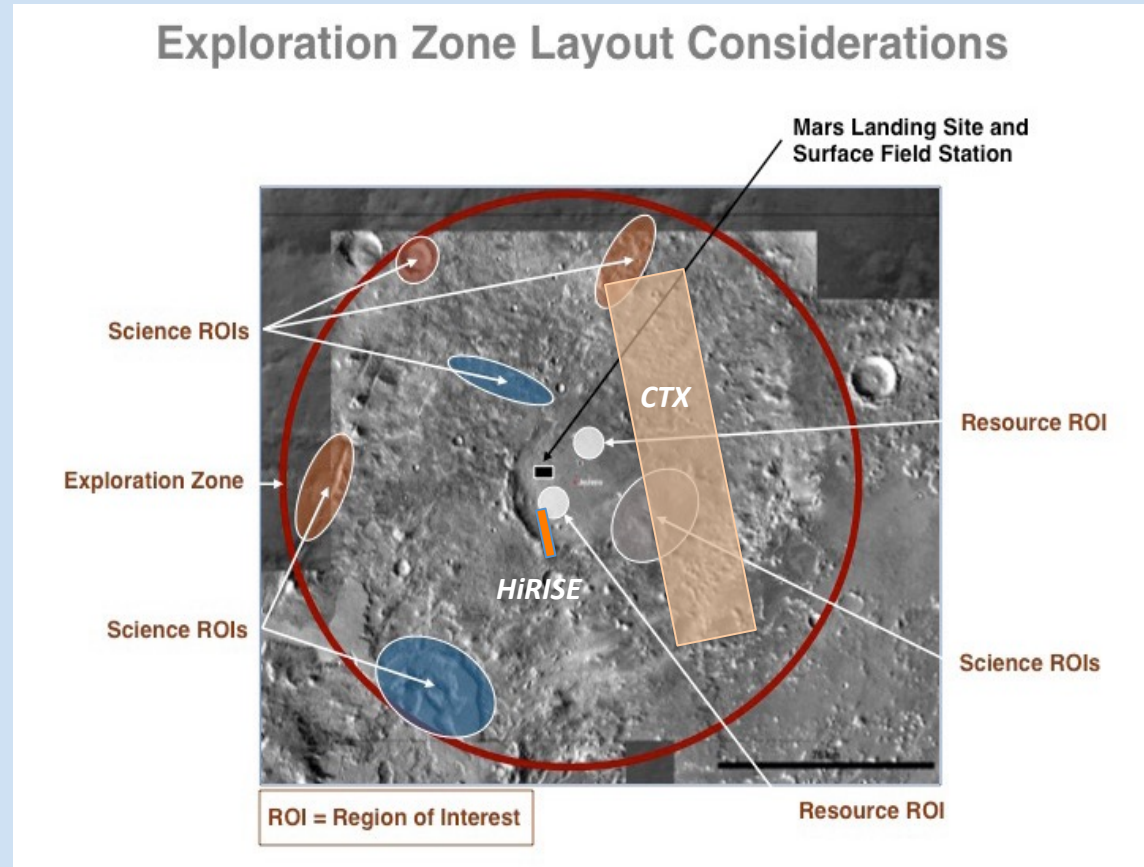 Exploration Zone Layout Considerations
Mars Landing Site and
Surface Field Station
Science ROIs
CTX
Resource ROI
Exploration Zone
HiRISE
Science ROIs
Science ROIs
Resource ROI
ROI = Region of Interest